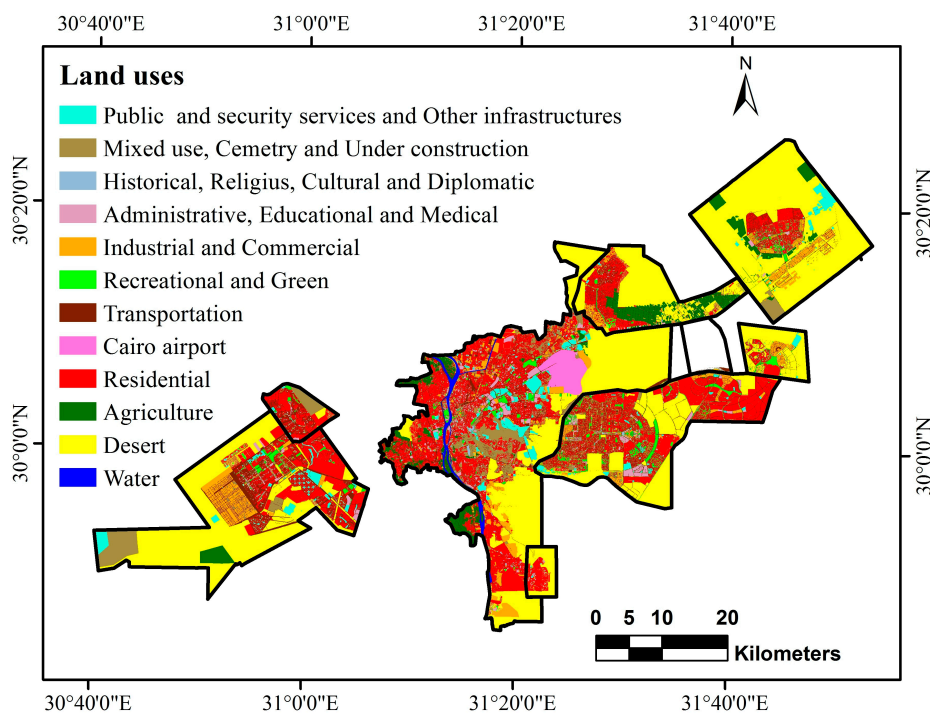 30°40'0"E 31°0'0"E 31°20'0"E 31°40'0"E
N
Land uses
Public and security services and Other infrastructures
Mixed use, Cemetry and Under construction
Historical, Religius, Cultural and Diplomatic
Administrative, Educational and Medical
Industrial and Commercial
Recreational and Green
Transportation
Cairo airport
Residential
Agriculture
Desert
Water
30°20'0"N
30°0'0"N
30°20'0"N
30°0'0"N
0 5 10 20
Kilometers
30°40'0"E 31°0'0"E 31°20'0"E 31°40'0"E